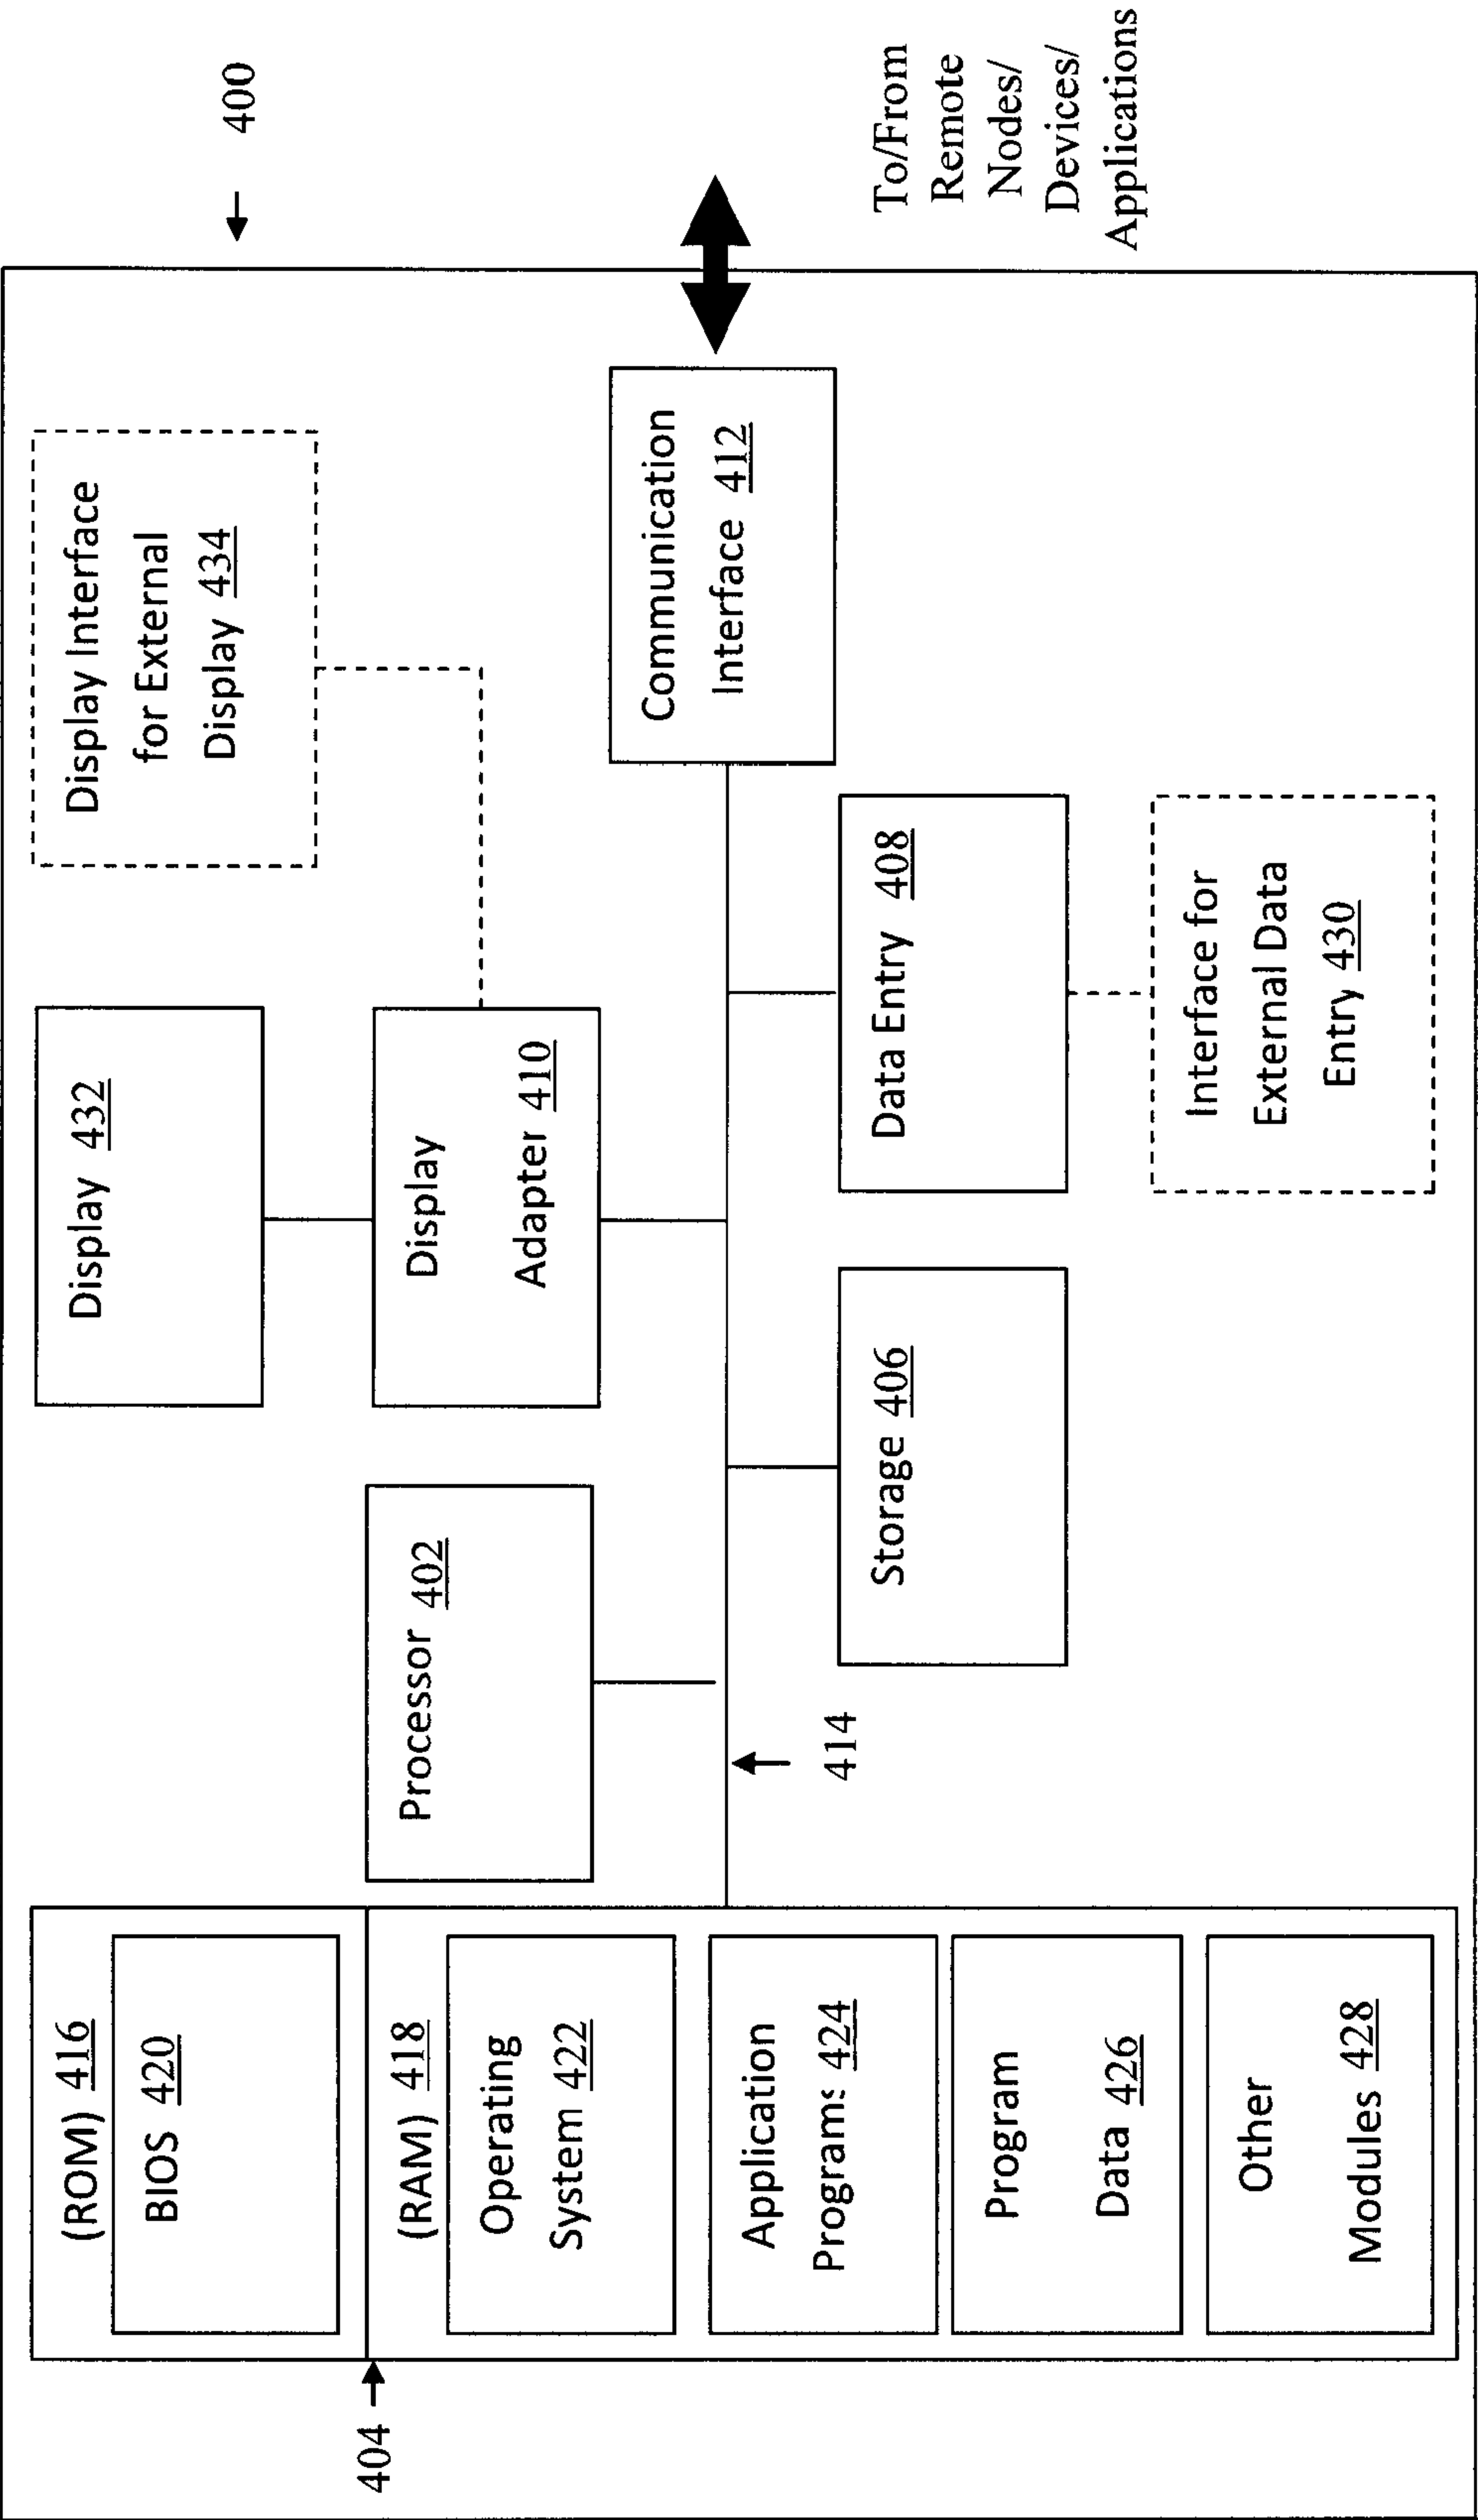 400
(ROM) 416
BIOS 420
404
(RAM) 418
Operating
System 422
Application
Programs 424
Program
Data 426
Other
Modules 428
Processor 402
414
Display 432
Display
Adapter 410
Storage 406
Display Interface
for External
Display 434
Data Entry 408
Interface for
External Data
Entry 430
Communication
Interface 412
To/From
Remote
Nodes/
Devices/
Applications